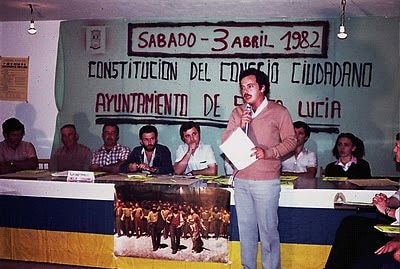 SABADO - 3 ABRIL 1982
CONSTITUCION DEL CONSEJO CIUDADANO
AYUNTAMIENTO DE LUCIA